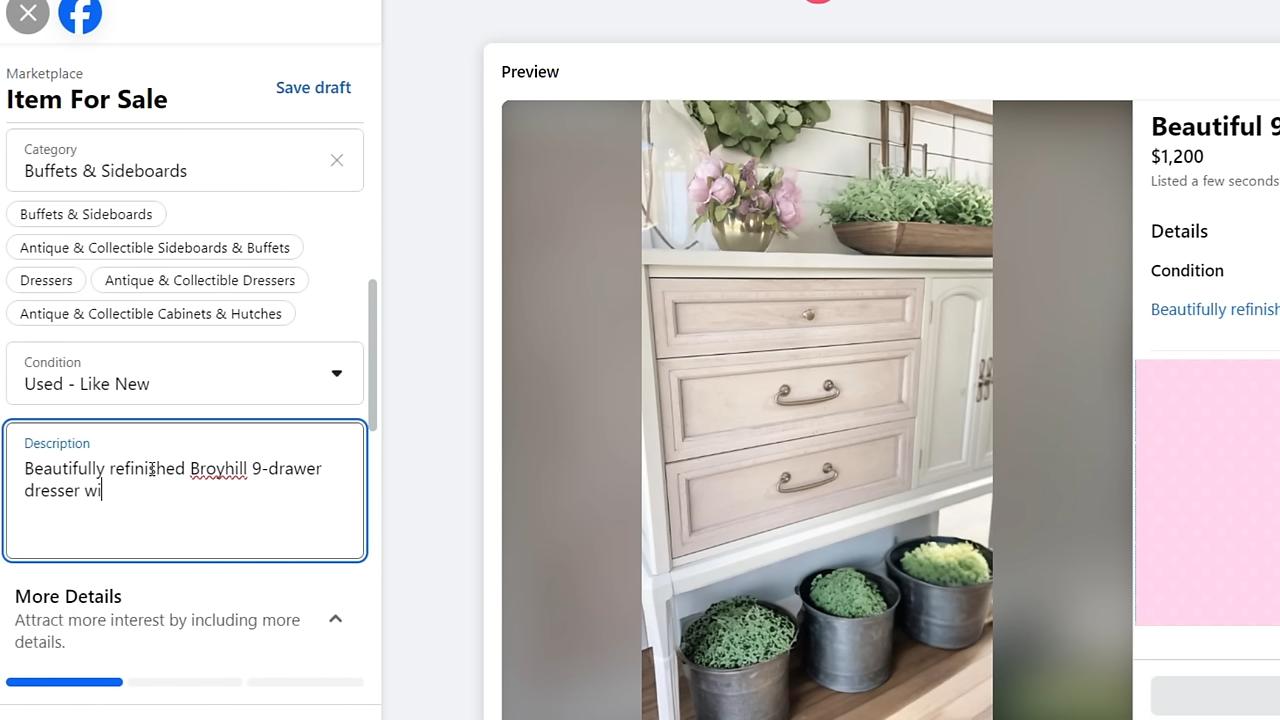 Marketplace
Item For Sale
Save draft
Category
Buffets & Sideboards
Buffets & Sideboards
Antique & Collectible Sideboards & Buffets
Dressers
Antique & Collectible Dressers
Antique & Collectible Cabinets & Hutches
Condition
Used - Like New
Description
Beautifully refinished Broyhill 9-drawer
dresser wi
More Details
Attract more interest by including more
details.
Preview
Beautiful 9
$1,200
Listed a few seconds
Details
Condition
Beautifully refinish